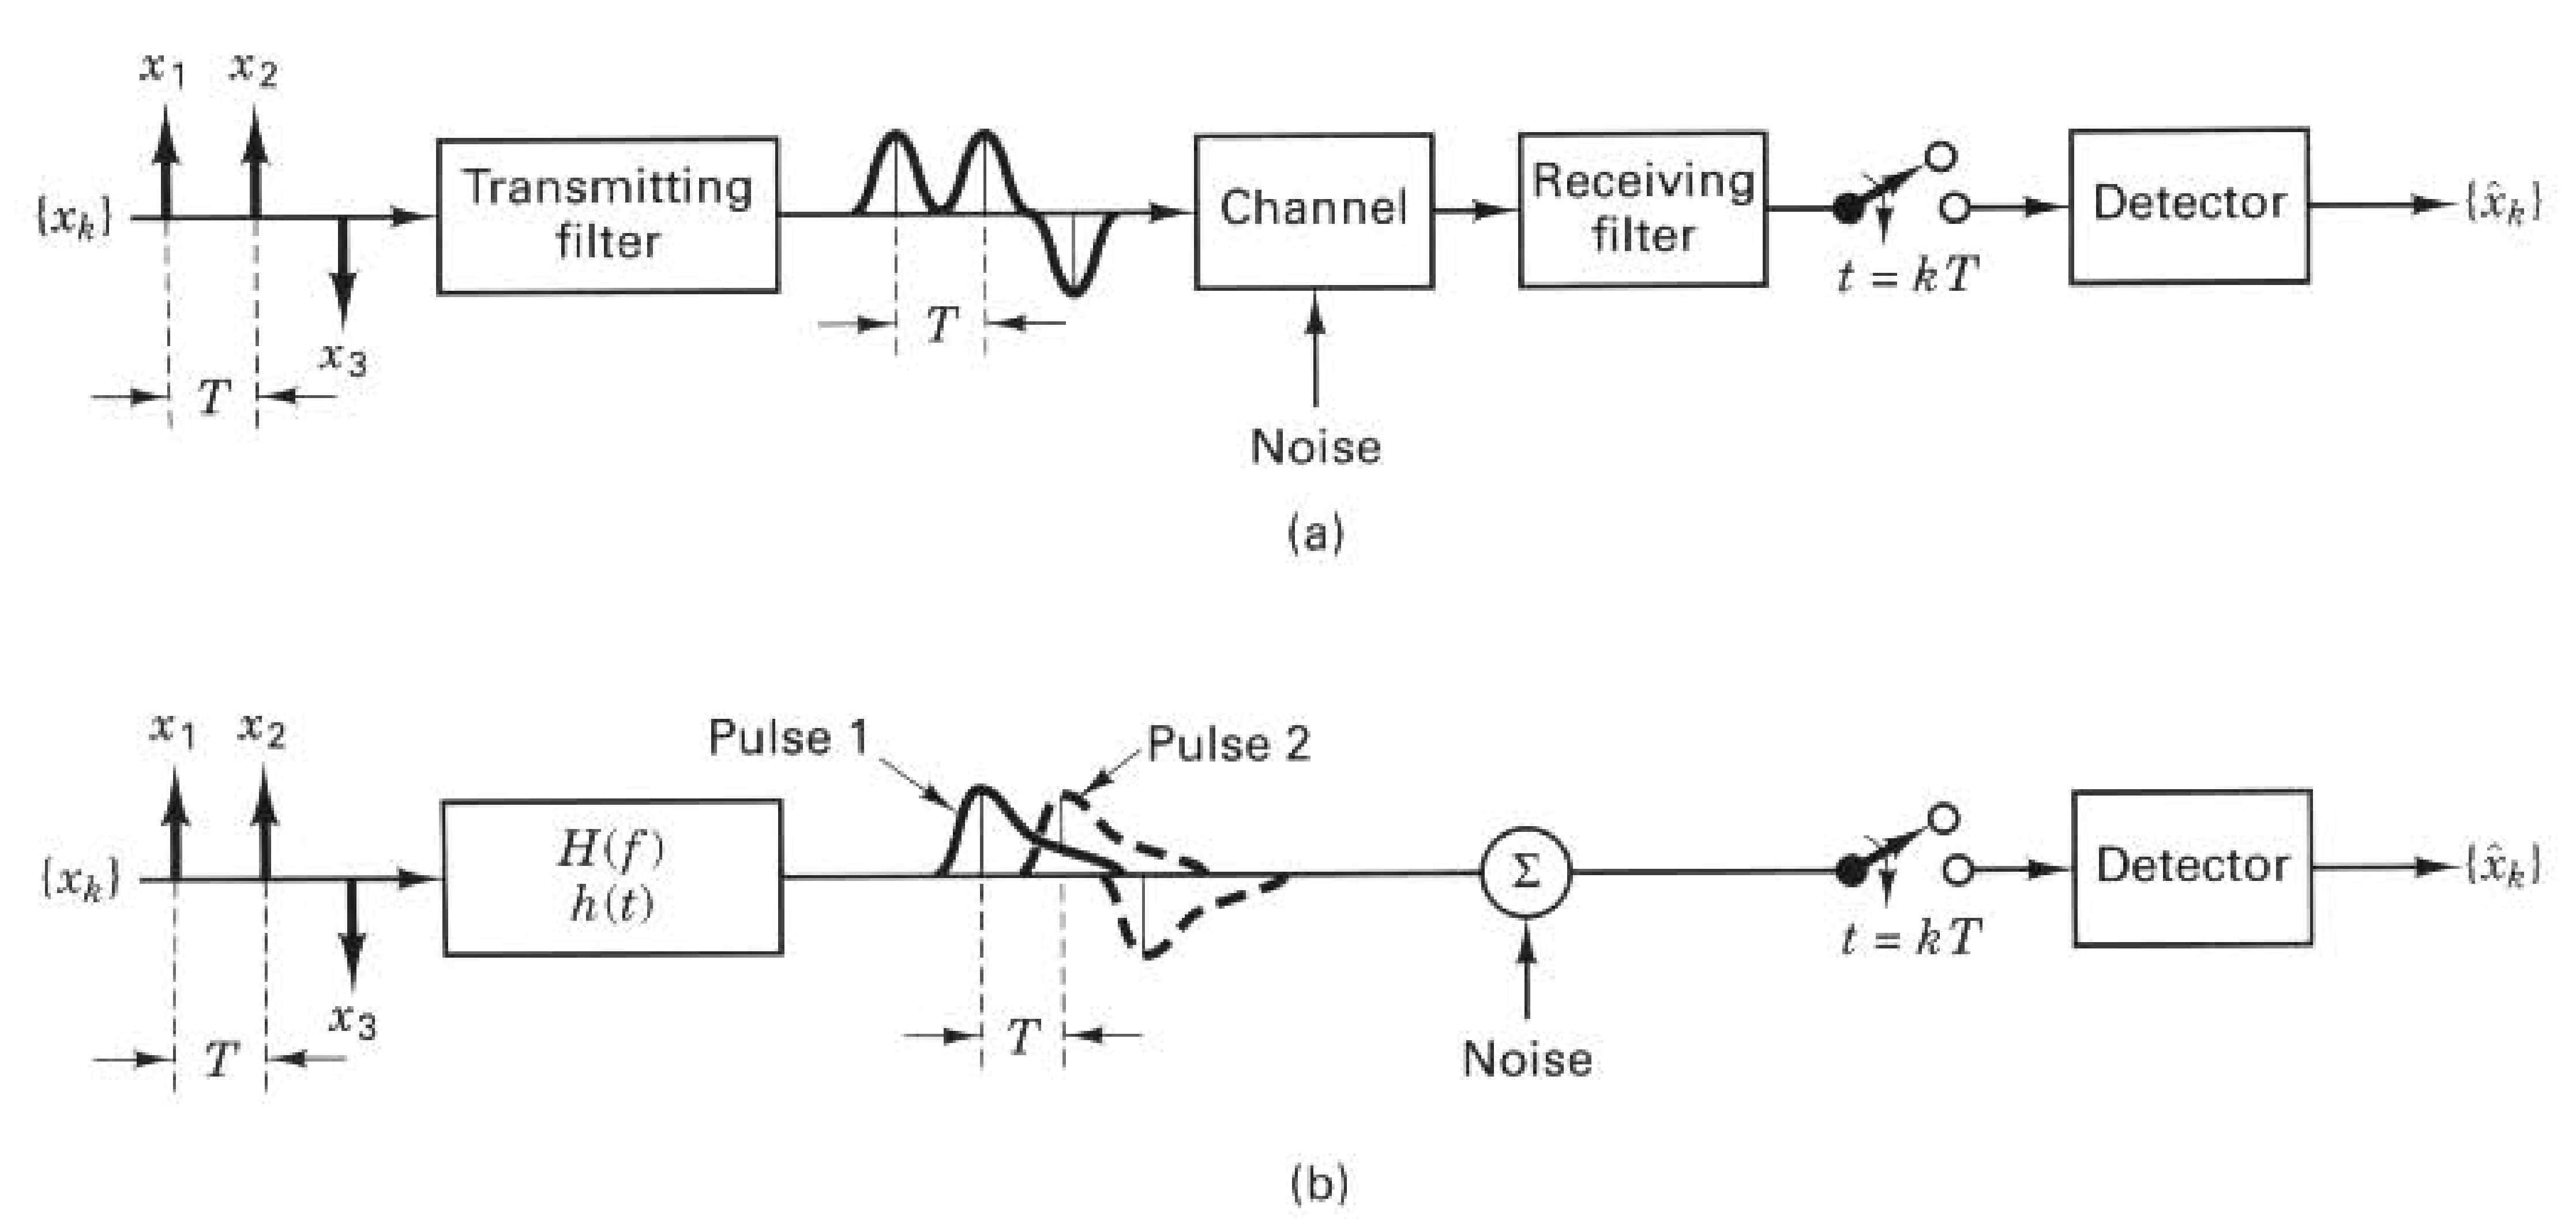 x₁ x₂
{xₖ}
Transmitting
filter
Channel
Receiving
filter
t = kT
Detector
{x̂ₖ}
x₃
T
T
Noise
(a)
x₁ x₂
Pulse 1
Pulse 2
{xₖ}
H(f)
h(t)
Σ
t = kT
Detector
{x̂ₖ}
x₃
T
T
Noise
(b)